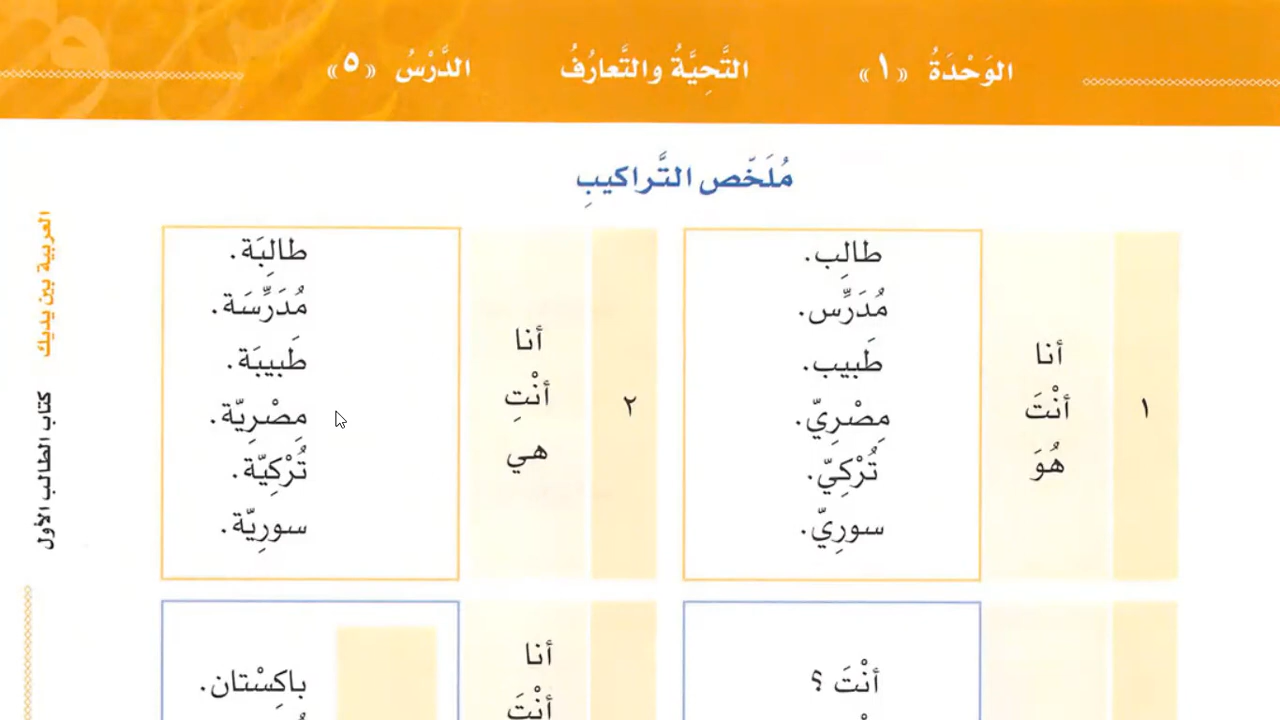 الوَحْدَةُ «١» التَّحِيَّةُ والتَّعارُفُ الدَّرْسُ «٥»
مُلَخّص التَّراكيبِ
١
أنا
أنْتَ
هُوَ
طالِب.
مُدَرِّس.
طَبيب.
مِصْرِيّ.
تُرْكِيّ.
سورِيّ.
٢
أنا
أنْتِ
هي
طالِبَة.
مُدَرِّسَة.
طَبيبَة.
مِصْرِيّة.
تُرْكِيّة.
سورِيّة.
أنْتَ ؟
أنا
أنْتَ
باكِسْتان.
العربية بين يديك
كتاب الطالب الأول